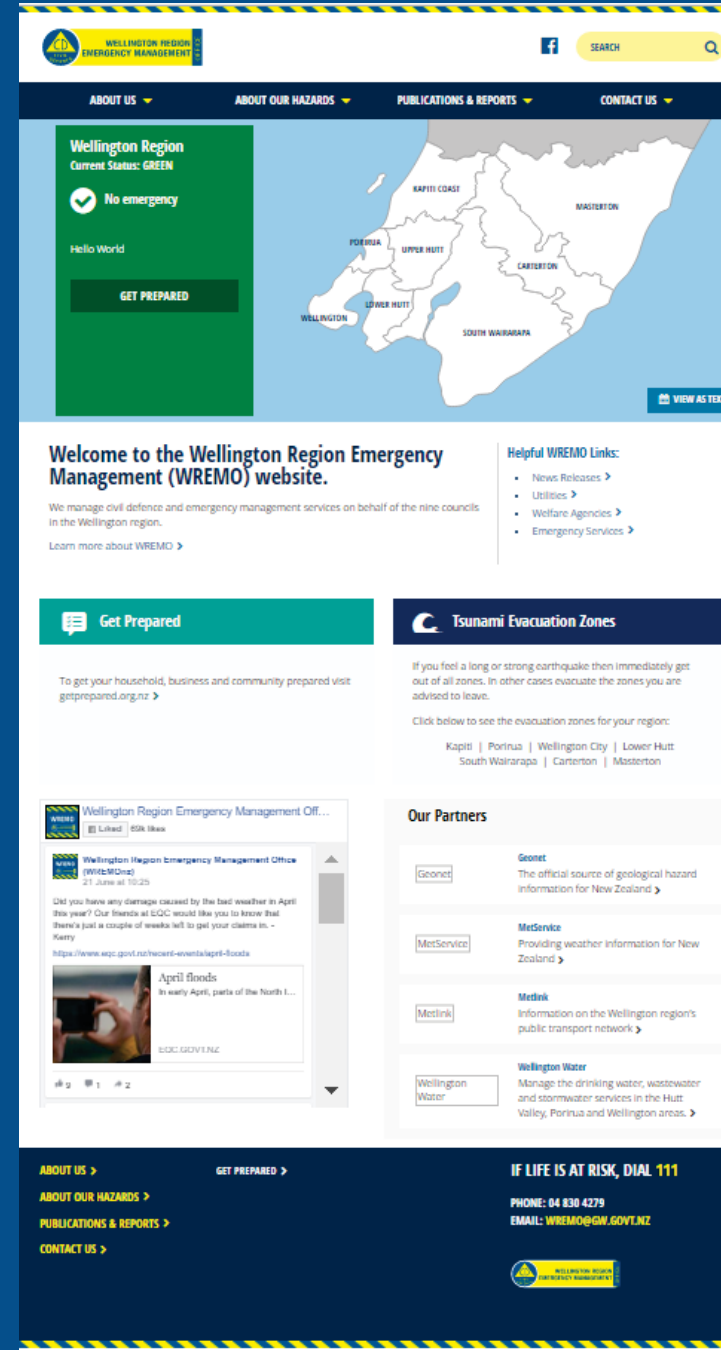 WELLINGTON REGION
EMERGENCY MANAGEMENT
SEARCH
ABOUT US
ABOUT OUR HAZARDS
PUBLICATIONS & REPORTS
CONTACT US
Wellington Region
Current Status: GREEN
No emergency
Hello World
GET PREPARED
KAPITI COAST
MASTERTON
PORIRUA
UPPER HUTT
CARTERTON
LOWER HUTT
WELLINGTON
SOUTH WAIRARAPA
VIEW AS TEX
Welcome to the Wellington Region Emergency
Management (WREMO) website.
We manage civil defence and emergency management services on behalf of the nine councils
in the Wellington region.
Learn more about WREMO
Helpful WREMO Links:
News Releases
Utilities
Welfare Agencies
Emergency Services
Get Prepared
To get your household, business and community prepared visit
getprepared.org.nz
Tsunami Evacuation Zones
If you feel a long or strong earthquake then immediately get
out of all zones. In other cases evacuate the zones you are
advised to leave.
Click below to see the evacuation zones for your region:
Kapiti | Porirua | Wellington City | Lower Hutt
South Wairarapa | Carterton | Masterton
WREMO
Wellington Region Emergency Management Off...
Liked 69k likes
Wellington Region Emergency Management Office
(WREMOnz)
21 June at 10:25
Did you have any damage caused by the bad weather in April
this year? Our friends at EQC would like you to know that
there's just a couple of weeks left to get your claims in. -
Kerry
https://www.eqc.govt.nz/recent-events/april-floods
April floods
In early April, parts of the North I...
EQC.GOVT.NZ
9 1 2
Our Partners
Geonet
Geonet
The official source of geological hazard
information for New Zealand
MetService
MetService
Providing weather information for New
Zealand
Metlink
Metlink
Information on the Wellington region's
public transport network
Wellington
Water
Wellington Water
Manage the drinking water, wastewater
and stormwater services in the Hutt
Valley, Porirua and Wellington areas.
ABOUT US
ABOUT OUR HAZARDS
PUBLICATIONS & REPORTS
CONTACT US
GET PREPARED
IF LIFE IS AT RISK, DIAL 111
PHONE: 04 830 4279
EMAIL: WREMO@GW.GOVT.NZ
WELLINGTON REGION
EMERGENCY MANAGEMENT